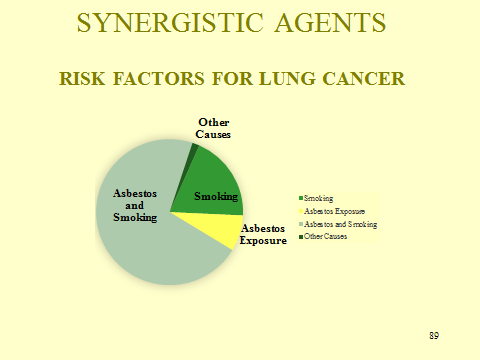 SYNERGISTIC AGENTS
RISK FACTORS FOR LUNG CANCER
Other
Causes
Asbestos
and
Smoking
Smoking
Asbestos
Exposure
Smoking
Asbestos Exposure
Asbestos and Smoking
Other Causes
89